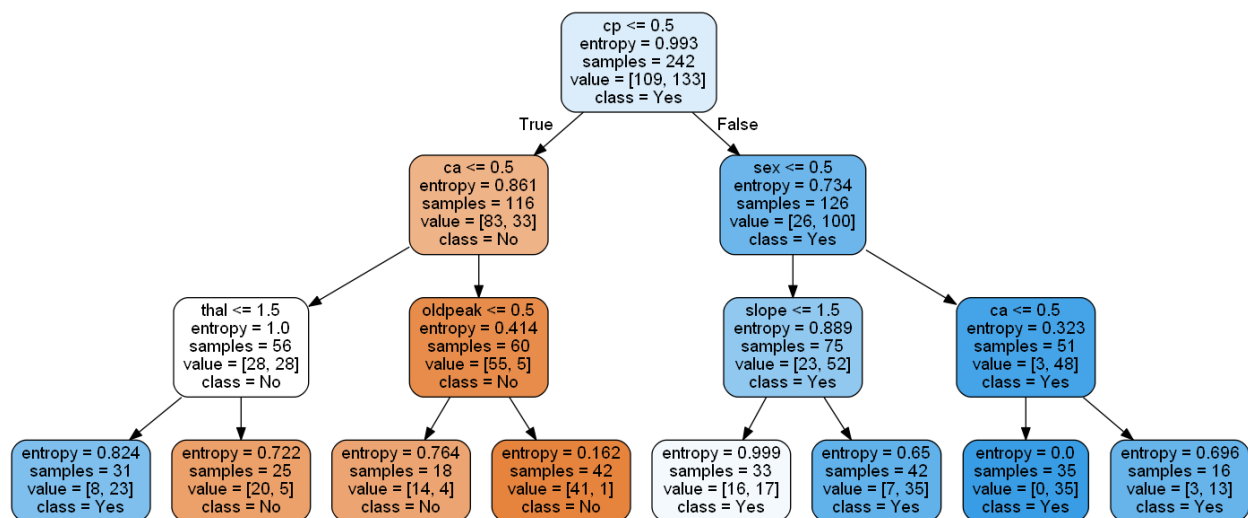 cp <= 0.5
entropy = 0.993
samples = 242
value = [109, 133]
class = Yes
True
False
ca <= 0.5
entropy = 0.861
samples = 116
value = [83, 33]
class = No
sex <= 0.5
entropy = 0.734
samples = 126
value = [26, 100]
class = Yes
thal <= 1.5
entropy = 1.0
samples = 56
value = [28, 28]
class = No
oldpeak <= 0.5
entropy = 0.414
samples = 60
value = [55, 5]
class = No
slope <= 1.5
entropy = 0.889
samples = 75
value = [23, 52]
class = Yes
ca <= 0.5
entropy = 0.323
samples = 51
value = [3, 48]
class = Yes
entropy = 0.824
samples = 31
value = [8, 23]
class = Yes
entropy = 0.722
samples = 25
value = [20, 5]
class = No
entropy = 0.764
samples = 18
value = [14, 4]
class = No
entropy = 0.162
samples = 42
value = [41, 1]
class = No
entropy = 0.999
samples = 33
value = [16, 17]
class = Yes
entropy = 0.65
samples = 42
value = [7, 35]
class = Yes
entropy = 0.0
samples = 35
value = [0, 35]
class = Yes
entropy = 0.696
samples = 16
value = [3, 13]
class = Yes